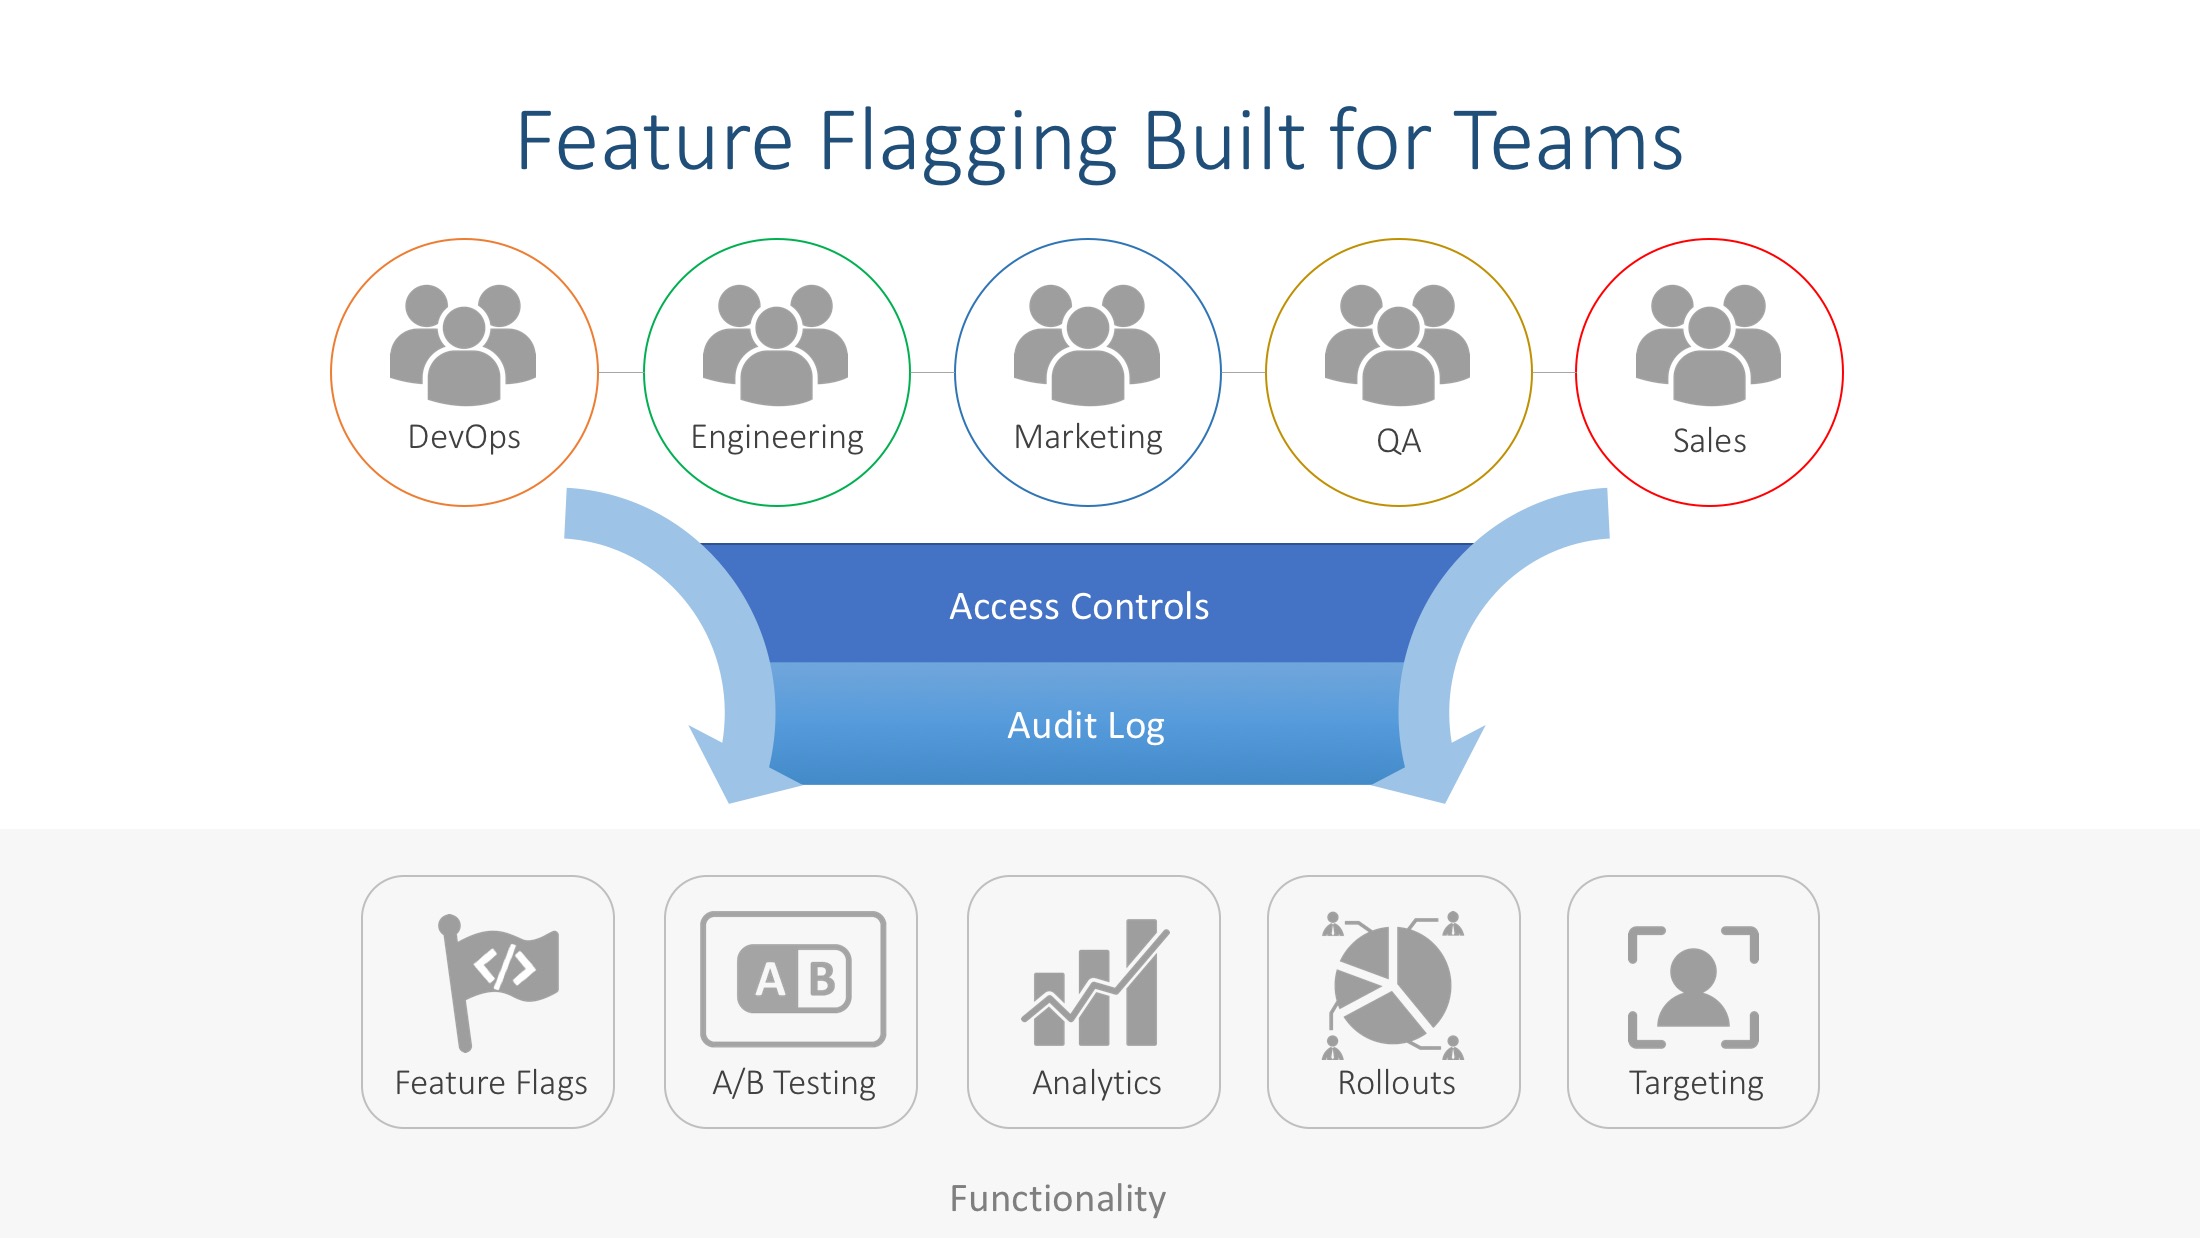 Feature Flagging Built for Teams
DevOps
Engineering
Marketing
QA
Sales
Access Controls
Audit Log
</>
A B
Feature Flags
A/B Testing
Analytics
Rollouts
Targeting
Functionality